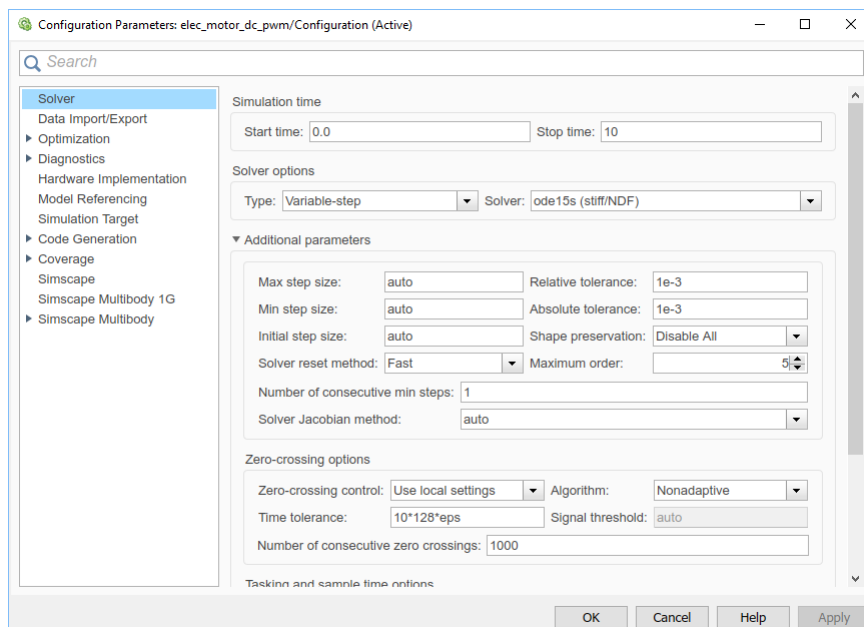 Configuration Parameters: elec_motor_dc_pwm/Configuration (Active)
Search
Solver
Data Import/Export
Optimization
Diagnostics
Hardware Implementation
Model Referencing
Simulation Target
Code Generation
Coverage
Simscape
Simscape Multibody 1G
Simscape Multibody
Simulation time
Start time: 0.0 Stop time: 10
Solver options
Type: Variable-step Solver: ode15s (stiff/NDF)
Additional parameters
Max step size: auto Relative tolerance: 1e-3
Min step size: auto Absolute tolerance: 1e-3
Initial step size: auto Shape preservation: Disable All
Solver reset method: Fast Maximum order: 5
Number of consecutive min steps: 1
Solver Jacobian method: auto
Zero-crossing options
Zero-crossing control: Use local settings Algorithm: Nonadaptive
Time tolerance: 10*128*eps Signal threshold: auto
Number of consecutive zero crossings: 1000
Tasking and sample time options
OK Cancel Help Apply